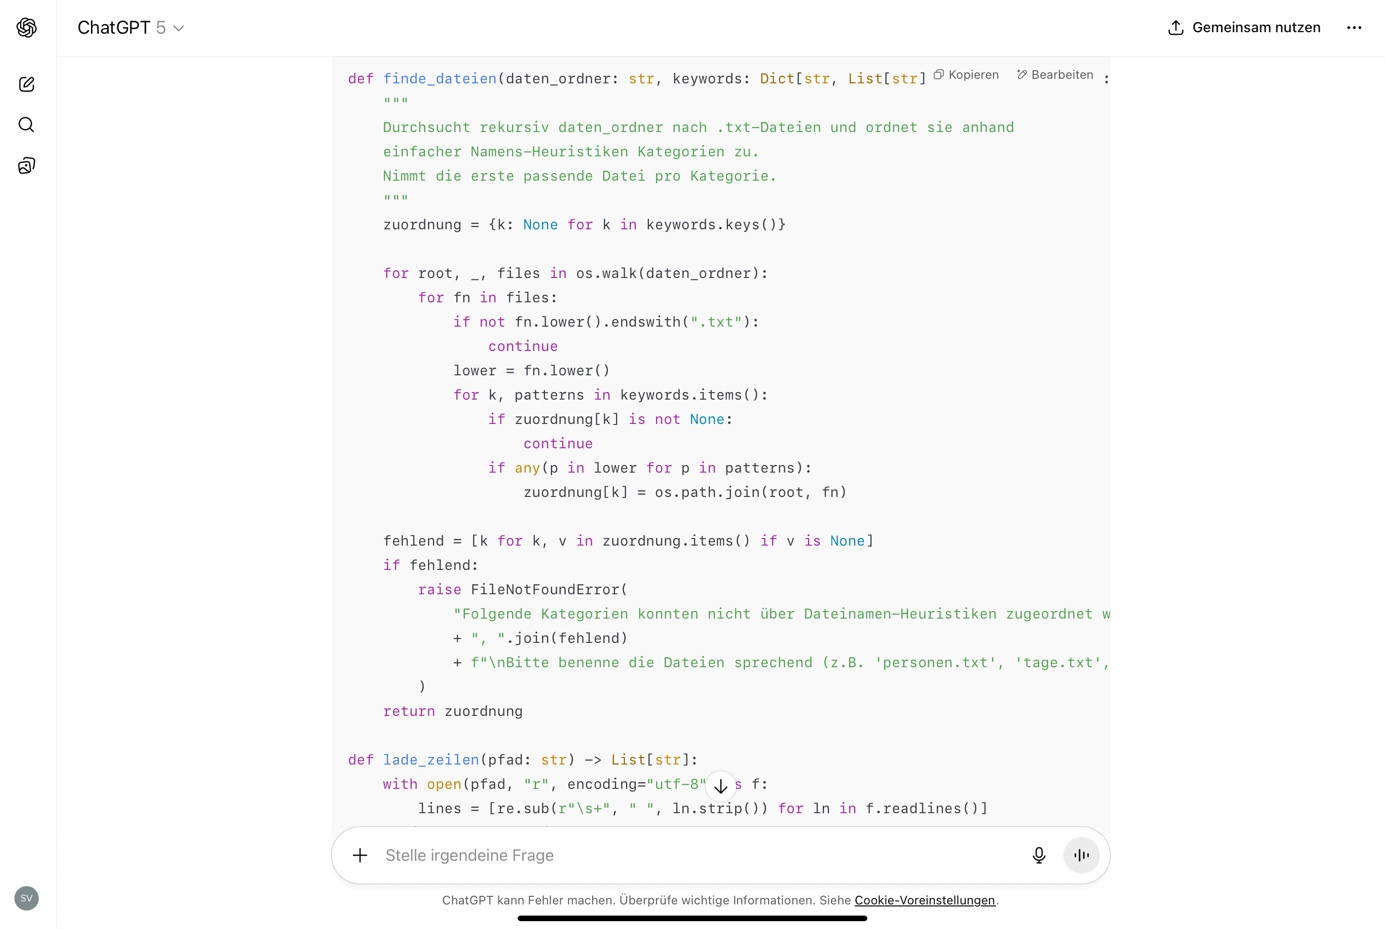 ChatGPT 5
Gemeinsam nutzen
def finde_dateien(daten_ordner: str, keywords: Dict[str, List[str] Kopieren Bearbeiten :
"""
Durchsucht rekursiv daten_ordner nach .txt-Dateien und ordnet sie anhand
einfacher Namens-Heuristiken Kategorien zu.
Nimmt die erste passende Datei pro Kategorie.
"""
zuordnung = {k: None for k in keywords.keys()}
for root, _, files in os.walk(daten_ordner):
for fn in files:
if not fn.lower().endswith(".txt"):
continue
lower = fn.lower()
for k, patterns in keywords.items():
if zuordnung[k] is not None:
continue
if any(p in lower for p in patterns):
zuordnung[k] = os.path.join(root, fn)
fehlend = [k for k, v in zuordnung.items() if v is None]
if fehlend:
raise FileNotFoundError(
"Folgende Kategorien konnten nicht über Dateinamen-Heuristiken zugeordnet w
+ ", ".join(fehlend)
+ f"\nBitte benenne die Dateien sprechend (z.B. 'personen.txt', 'tage.txt',
)
return zuordnung
def lade_zeilen(pfad: str) -> List[str]:
with open(pfad, "r", encoding="utf-8" s f:
lines = [re.sub(r"\s+", " ", ln.strip()) for ln in f.readlines()]
Stelle irgendeine Frage
SV
ChatGPT kann Fehler machen. Überprüfe wichtige Informationen. Siehe Cookie-Voreinstellungen.